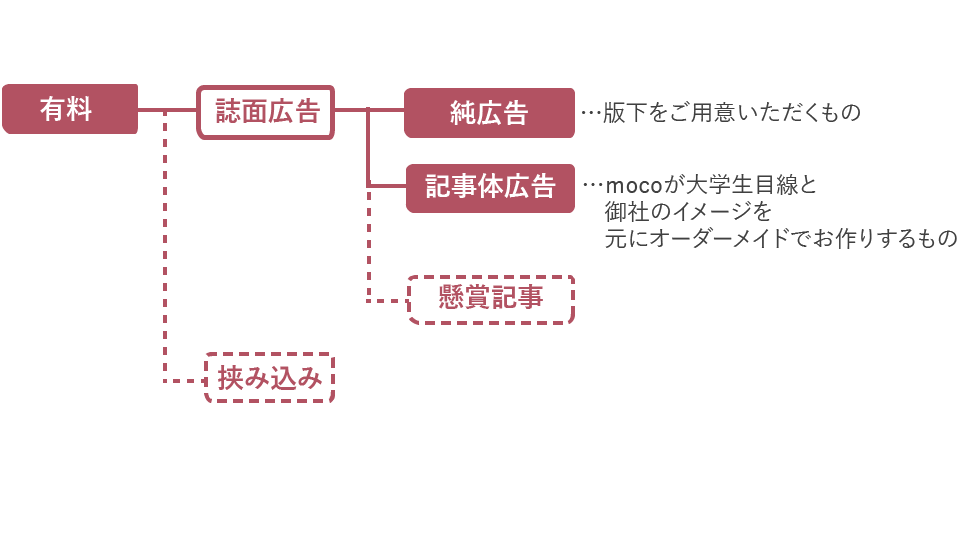 有料
誌面広告
純広告
…版下をご用意いただくもの
記事体広告
…mocoが大学生目線と
御社のイメージを
元にオーダーメイドでお作りするもの
懸賞記事
挟み込み